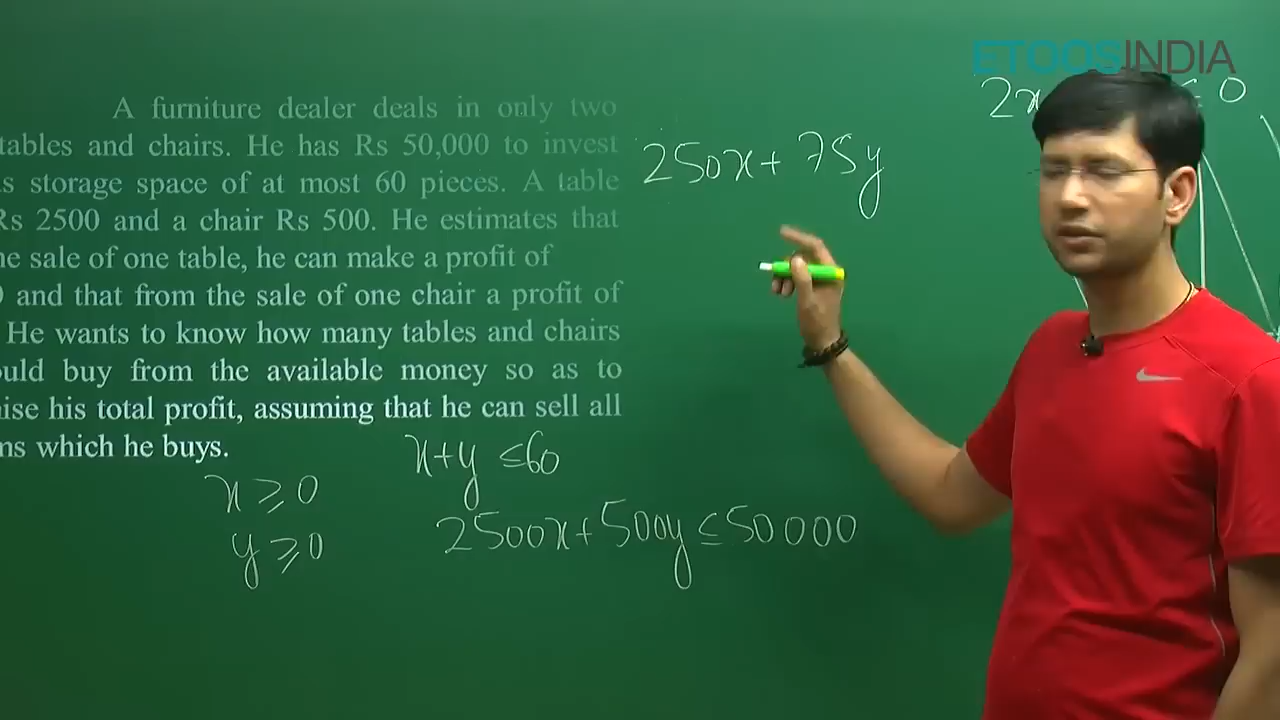 ETOOSINDIA
A furniture dealer deals in only two
tables and chairs. He has Rs 50,000 to invest
storage space of at most 60 pieces. A table
Rs 2500 and a chair Rs 500. He estimates that
sale of one table, he can make a profit of
and that from the sale of one chair a profit of
He wants to know how many tables and chairs
buy from the available money so as to
his total profit, assuming that he can sell all
which he buys.
250x + 75y
2x ≤ 0
x+y ≤60
x ≥ 0
2500x+500y ≤50000
y ≥0